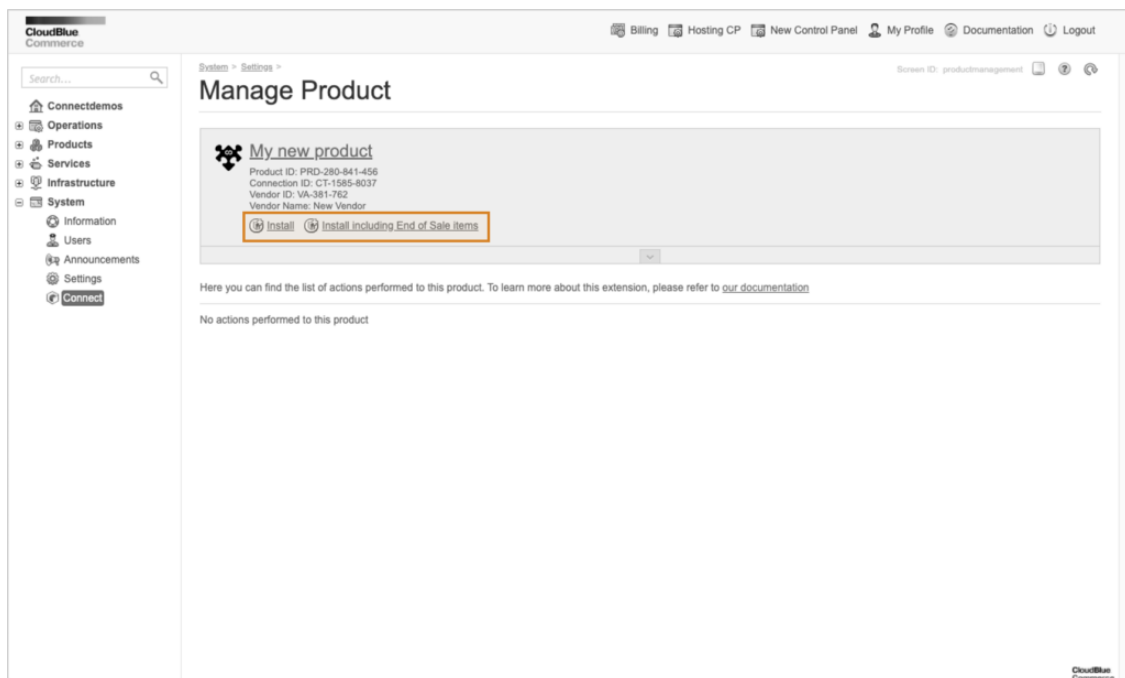 CloudBlue
Commerce
Billing Hosting CP New Control Panel My Profile Documentation Logout
Search...
Connectdemos
Operations
Products
Services
Infrastructure
System
Information
Users
Announcements
Settings
Connect
System > Settings >
Screen ID: productmanagement
Manage Product
My new product
Product ID: PRD-280-841-456
Connection ID: CT-1585-8037
Vendor ID: VA-381-762
Vendor Name: New Vendor
Install Install including End of Sale items
Here you can find the list of actions performed to this product. To learn more about this extension, please refer to our documentation
No actions performed to this product
CloudBlue
Commerce